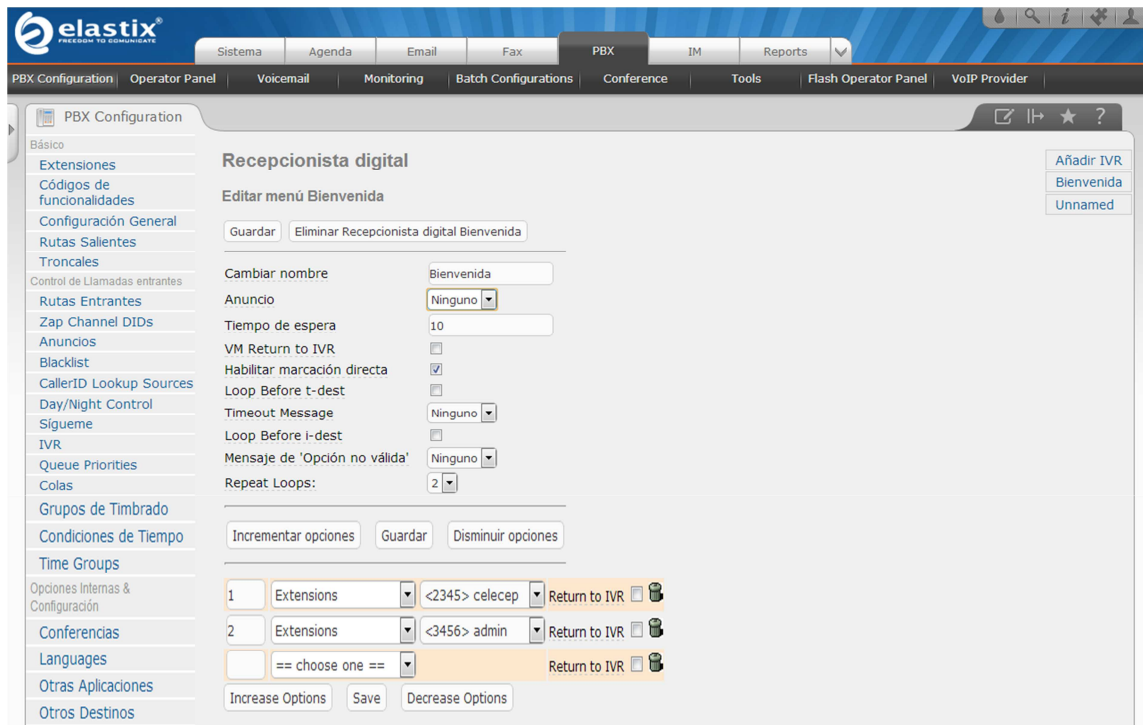 elastix®
FREEDOM TO COMUNICATE
Sistema Agenda Email Fax PBX IM Reports
PBX Configuration Operator Panel Voicemail Monitoring Batch Configurations Conference Tools Flash Operator Panel VoIP Provider
PBX Configuration
Básico
Extensiones
Códigos de
funcionalidades
Configuración General
Rutas Salientes
Troncales
Control de Llamadas entrantes
Rutas Entrantes
Zap Channel DIDs
Anuncios
Blacklist
CallerID Lookup Sources
Day/Night Control
Sígueme
IVR
Queue Priorities
Colas
Grupos de Timbrado
Condiciones de Tiempo
Time Groups
Opciones Internas &
Configuración
Conferencias
Languages
Otras Aplicaciones
Otros Destinos
Recepcionista digital
Editar menú Bienvenida
Guardar Eliminar Recepcionista digital Bienvenida
Cambiar nombre Bienvenida
Anuncio Ninguno
Tiempo de espera 10
VM Return to IVR
Habilitar marcación directa
Loop Before t-dest
Timeout Message Ninguno
Loop Before i-dest
Mensaje de 'Opción no válida' Ninguno
Repeat Loops: 2
Incrementar opciones Guardar Disminuir opciones
1 Extensions <2345> celecep Return to IVR
2 Extensions <3456> admin Return to IVR
== choose one == Return to IVR
Increase Options Save Decrease Options
Añadir IVR
Bienvenida
Unnamed